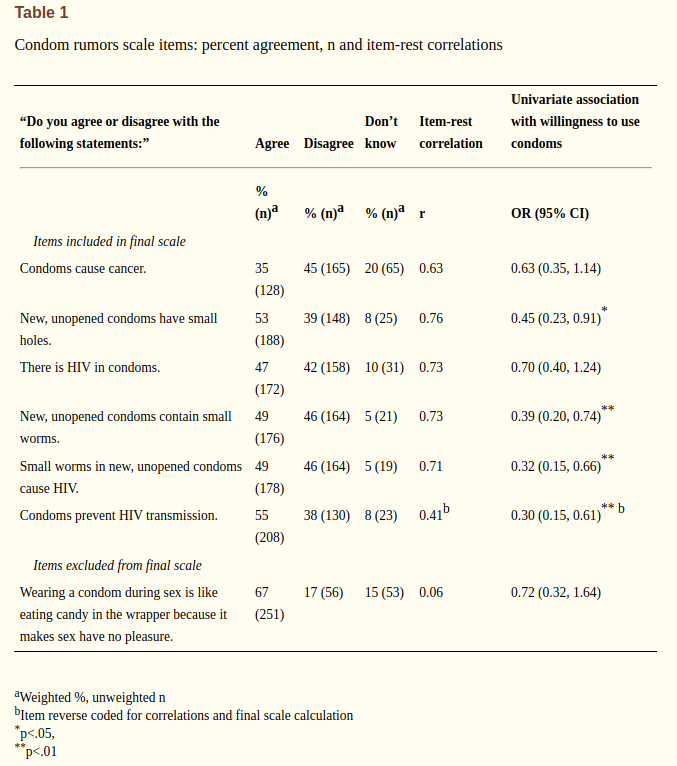 Table 1
Condom rumors scale items: percent agreement, n and item-rest correlations
Univariate association
“Do you agree or disagree with the Don’t Item-rest with willingness to use
following statements:” Agree Disagree know correlation condoms
%
(n)a % (n)a % (n)a r OR (95% CI)
Items included in final scale
Condoms cause cancer. 35 45 (165) 20 (65) 0.63 0.63 (0.35, 1.14)
(128)
New, unopened condoms have small 53 39 (148) 8 (25) 0.76 0.45 (0.23, 0.91)*
holes. (188)
There is HIV in condoms. 47 42 (158) 10 (31) 0.73 0.70 (0.40, 1.24)
(172)
New, unopened condoms contain small 49 46 (164) 5 (21) 0.73 0.39 (0.20, 0.74)**
worms. (176)
Small worms in new, unopened condoms 49 46 (164) 5 (19) 0.71 0.32 (0.15, 0.66)**
cause HIV. (178)
Condoms prevent HIV transmission. 55 38 (130) 8 (23) 0.41b 0.30 (0.15, 0.61)** b
(208)
Items excluded from final scale
Wearing a condom during sex is like 67 17 (56) 15 (53) 0.06 0.72 (0.32, 1.64)
eating candy in the wrapper because it (251)
makes sex have no pleasure.
aWeighted %, unweighted n
bItem reverse coded for correlations and final scale calculation
*p<.05,
**p<.01